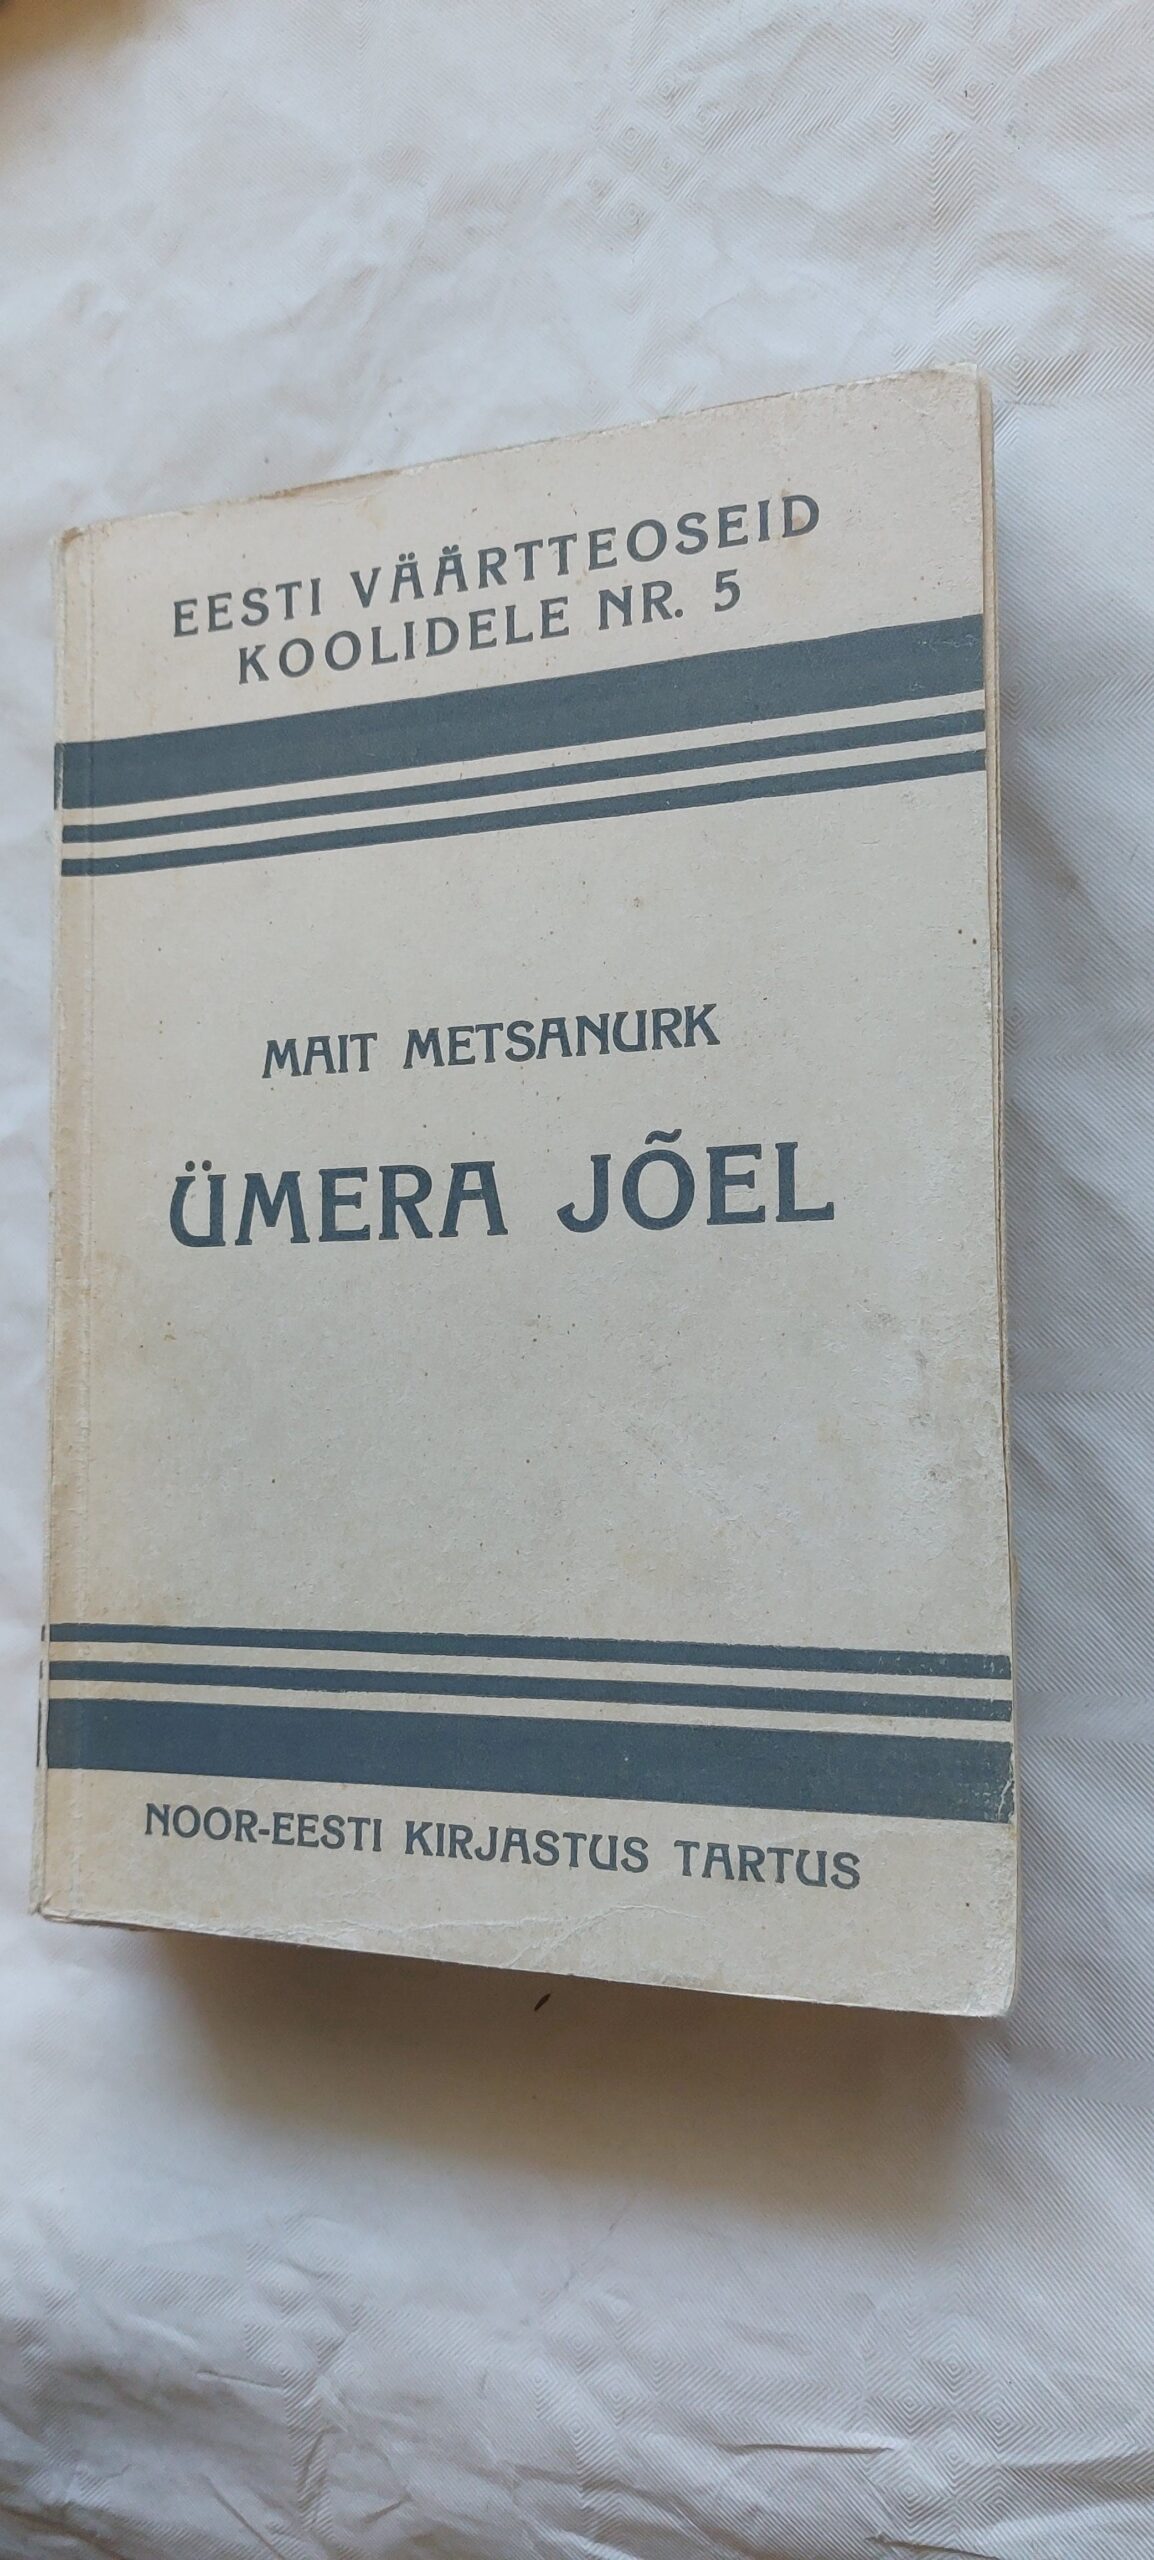 EESTI VÄÄRTTEOSEID
KOOLIDELE NR. 5
MAIT METSANURK
ÜMERA JÕEL
NOOR-EESTI KIRJASTUS TARTUS